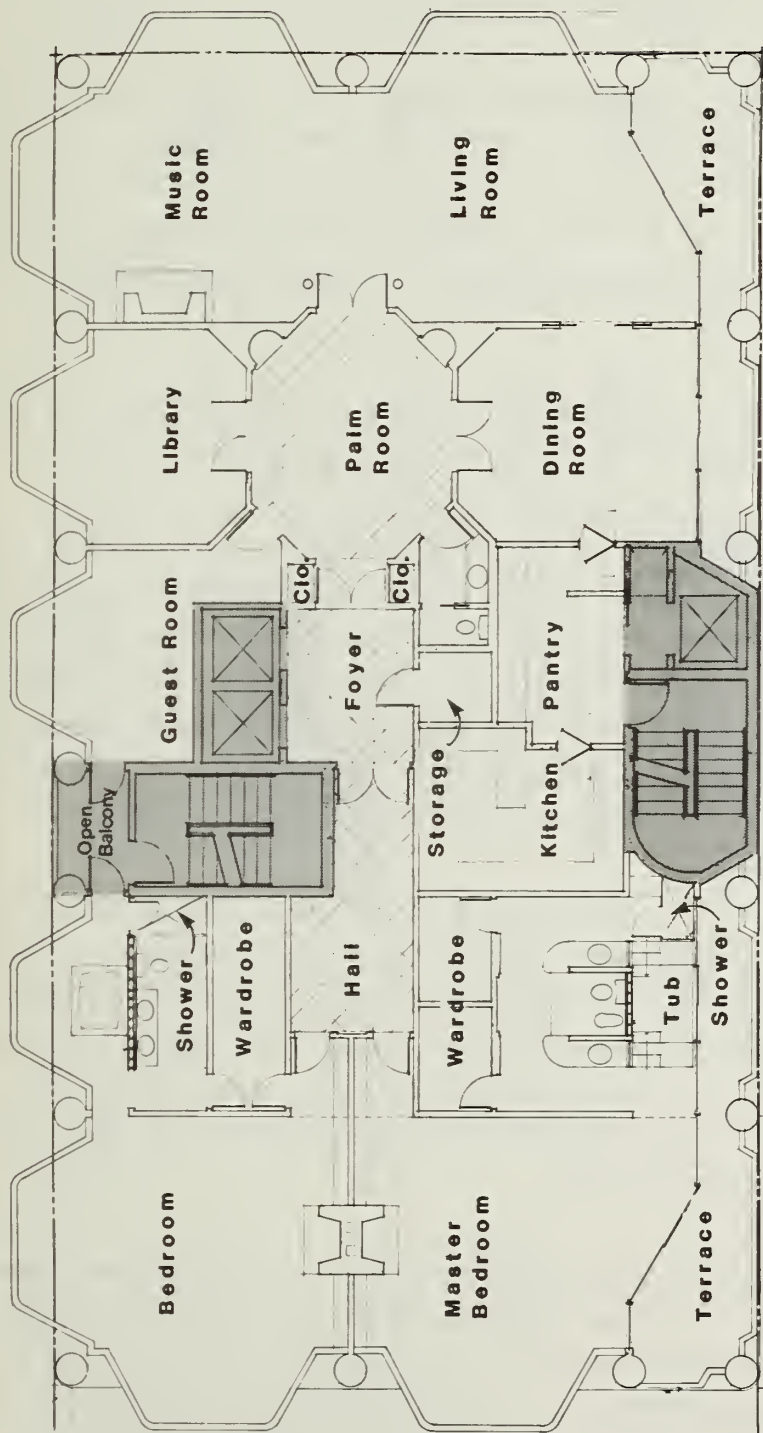 Open
Balcony
Bedroom
Shower
Wardrobe
Guest Room
Library
Music
Room
Hall
Foyer
Clo.
Clo.
Palm
Room
Master
Bedroom
Wardrobe
Storage
Kitchen
Pantry
Dining
Room
Living
Room
Tub
Shower
Terrace
Terrace